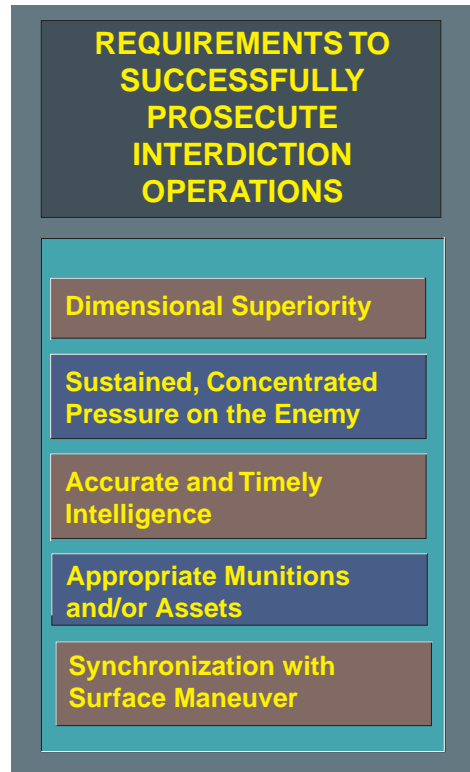 REQUIREMENTS TO
SUCCESSFULLY
PROSECUTE
INTERDICTION
OPERATIONS
Dimensional Superiority
Sustained, Concentrated
Pressure on the Enemy
Accurate and Timely
Intelligence
Appropriate Munitions
and/or Assets
Synchronization with
Surface Maneuver